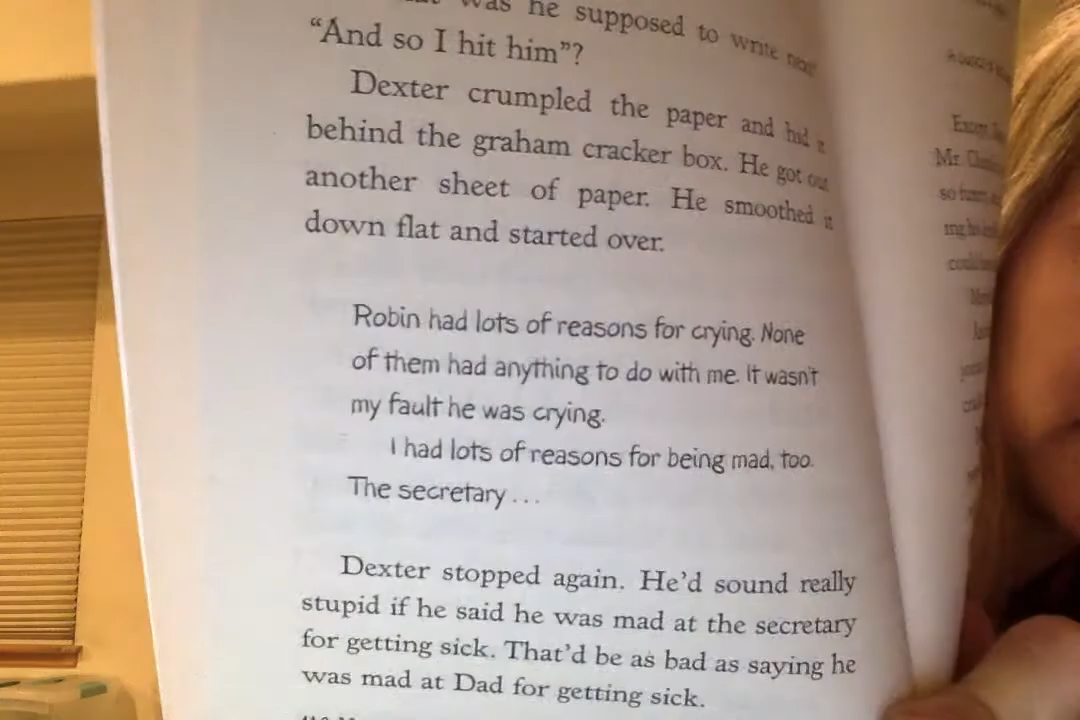 was he supposed to write
"And so I hit him"?
Dexter crumpled the paper and hid it
behind the graham cracker box. He got out
another sheet of paper. He smoothed it
down flat and started over.
Robin had lots of reasons for crying. None
of them had anything to do with me. It wasn't
my fault he was crying.
I had lots of reasons for being mad, too.
The secretary . . .
Dexter stopped again. He'd sound really
stupid if he said he was mad at the secretary
for getting sick. That'd be as bad as saying he
was mad at Dad for getting sick.
Mr.
so